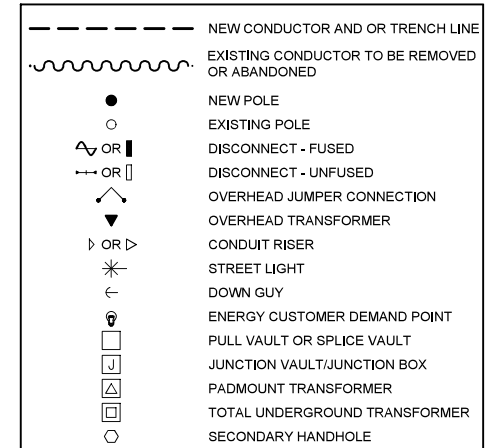 NEW CONDUCTOR AND OR TRENCH LINE
EXISTING CONDUCTOR TO BE REMOVED
OR ABANDONED
NEW POLE
EXISTING POLE
OR DISCONNECT - FUSED
OR DISCONNECT - UNFUSED
OVERHEAD JUMPER CONNECTION
OVERHEAD TRANSFORMER
OR CONDUIT RISER
STREET LIGHT
DOWN GUY
ENERGY CUSTOMER DEMAND POINT
PULL VAULT OR SPLICE VAULT
J JUNCTION VAULT/JUNCTION BOX
PADMOUNT TRANSFORMER
TOTAL UNDERGROUND TRANSFORMER
SECONDARY HANDHOLE